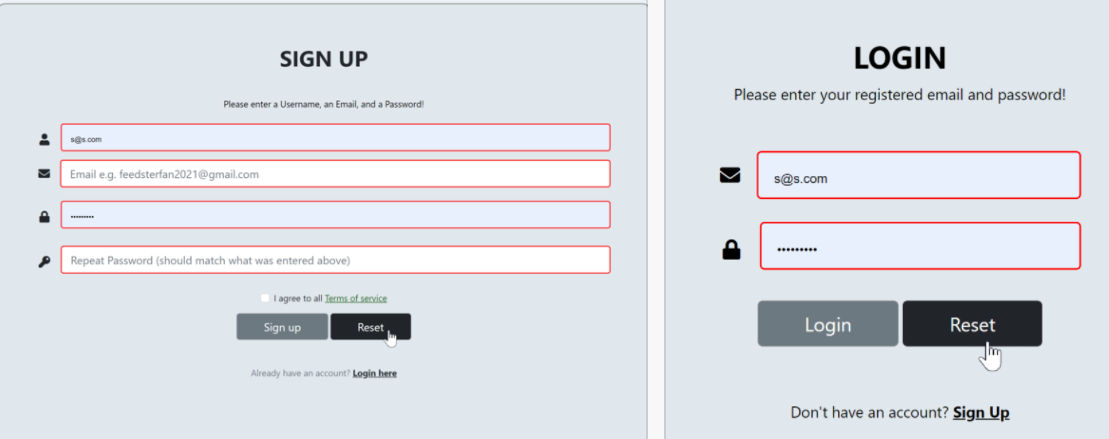 SIGN UP
Please enter a Username, an Email, and a Password!
s@s.com
Email e.g. feedsterfan2021@gmail.com
•••••••••
Repeat Password (should match what was entered above)
I agree to all Terms of service
Sign up
Reset
Already have an account? Login here
LOGIN
Please enter your registered email and password!
s@s.com
•••••••••
Login
Reset
Don't have an account? Sign Up